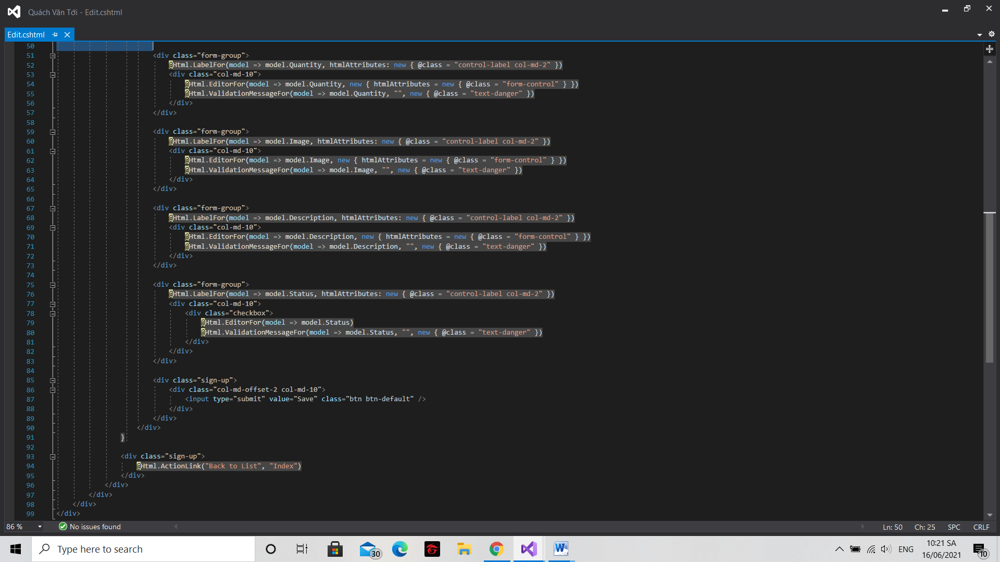 Quách Văn Tới - Edit.cshtml
Edit.cshtml
50
51 <div class="form-group">
52 @Html.LabelFor(model => model.Quantity, htmlAttributes: new { @class = "control-label col-md-2" })
53 <div class="col-md-10">
54 @Html.EditorFor(model => model.Quantity, new { htmlAttributes = new { @class = "form-control" } })
55 @Html.ValidationMessageFor(model => model.Quantity, "", new { @class = "text-danger" })
56 </div>
57 </div>
58
59 <div class="form-group">
60 @Html.LabelFor(model => model.Image, htmlAttributes: new { @class = "control-label col-md-2" })
61 <div class="col-md-10">
62 @Html.EditorFor(model => model.Image, new { htmlAttributes = new { @class = "form-control" } })
63 @Html.ValidationMessageFor(model => model.Image, "", new { @class = "text-danger" })
64 </div>
65 </div>
66
67 <div class="form-group">
68 @Html.LabelFor(model => model.Description, htmlAttributes: new { @class = "control-label col-md-2" })
69 <div class="col-md-10">
70 @Html.EditorFor(model => model.Description, new { htmlAttributes = new { @class = "form-control" } })
71 @Html.ValidationMessageFor(model => model.Description, "", new { @class = "text-danger" })
72 </div>
73 </div>
74
75 <div class="form-group">
76 @Html.LabelFor(model => model.Status, htmlAttributes: new { @class = "control-label col-md-2" })
77 <div class="col-md-10">
78 <div class="checkbox">
79 @Html.EditorFor(model => model.Status)
80 @Html.ValidationMessageFor(model => model.Status, "", new { @class = "text-danger" })
81 </div>
82 </div>
83 </div>
84
85 <div class="sign-up">
86 <div class="col-md-offset-2 col-md-10">
87 <input type="submit" value="Save" class="btn btn-default" />
88 </div>
89 </div>
90 </div>
91 }
92
93 <div class="sign-up">
94 @Html.ActionLink("Back to List", "Index")
95 </div>
96 </div>
97 </div>
98 </div>
99 </div>
86 % No issues found Ln: 50 Ch: 25 SPC CRLF
Type here to search 30 ENG 10:21 SA
16/06/2021 10